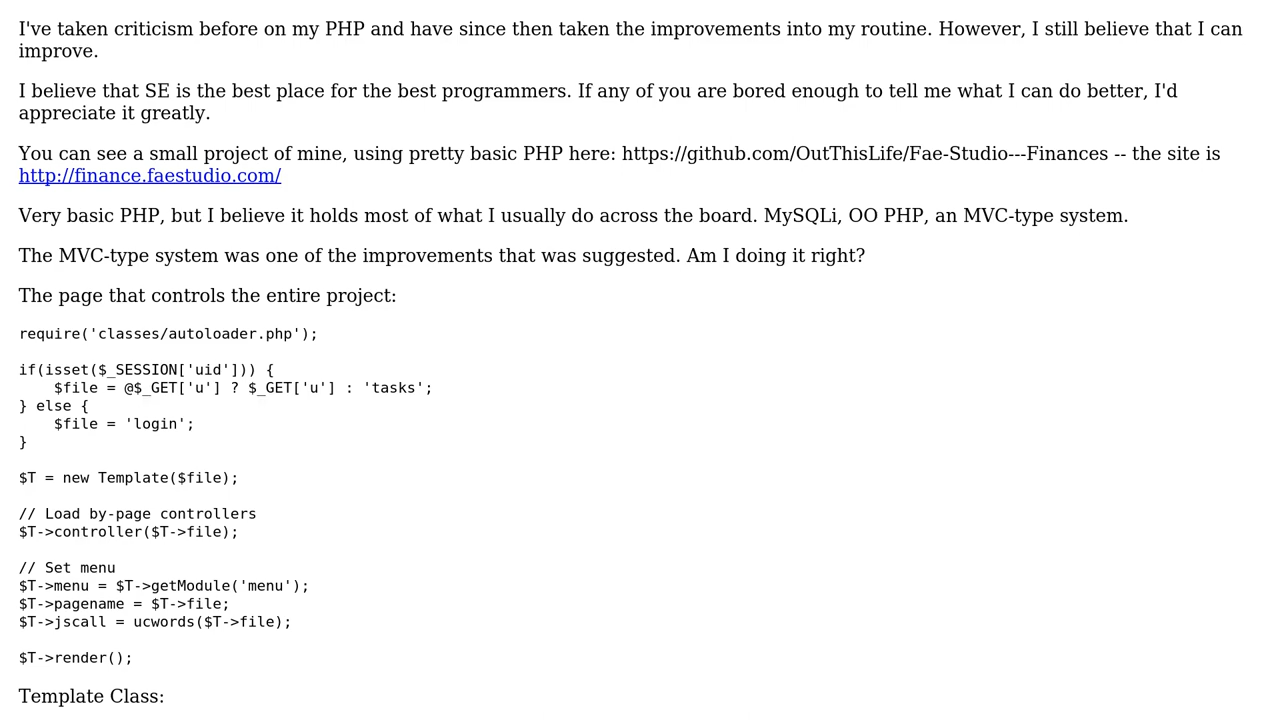 I've taken criticism before on my PHP and have since then taken the improvements into my routine. However, I still believe that I can
improve.
I believe that SE is the best place for the best programmers. If any of you are bored enough to tell me what I can do better, I'd
appreciate it greatly.
You can see a small project of mine, using pretty basic PHP here: https://github.com/OutThisLife/Fae-Studio---Finances -- the site is
http://finance.faestudio.com/
Very basic PHP, but I believe it holds most of what I usually do across the board. MySQLi, OO PHP, an MVC-type system.
The MVC-type system was one of the improvements that was suggested. Am I doing it right?
The page that controls the entire project:
require('classes/autoloader.php');
if(isset($_SESSION['uid'])) {
    $file = @$_GET['u'] ? $_GET['u'] : 'tasks';
} else {
    $file = 'login';
}
$T = new Template($file);
// Load by-page controllers
$T->controller($T->file);
// Set menu
$T->menu = $T->getModule('menu');
$T->pagename = $T->file;
$T->jscall = ucwords($T->file);
$T->render();
Template Class: